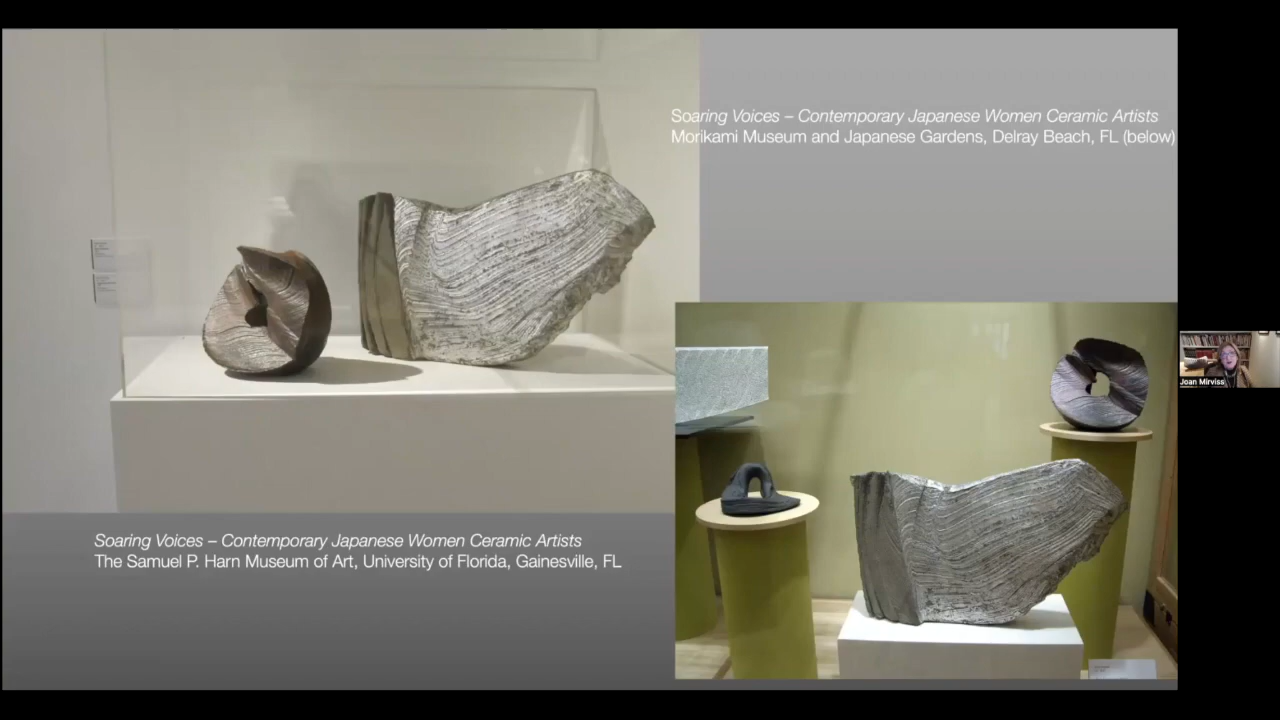 Soaring Voices – Contemporary Japanese Women Ceramic Artists
Morikami Museum and Japanese Gardens, Delray Beach, FL (below)
Joan Mirviss
Soaring Voices – Contemporary Japanese Women Ceramic Artists
The Samuel P. Harn Museum of Art, University of Florida, Gainesville, FL